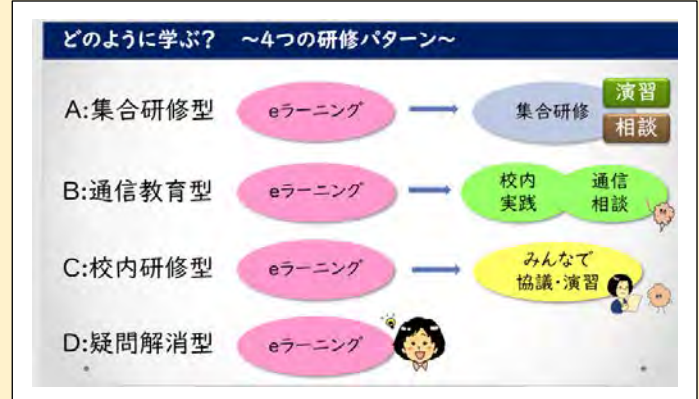 どのように学ぶ? ～4つの研修パターン～
A:集合研修型
eラーニング
集合研修
演習
相談
B:通信教育型
eラーニング
校内
実践
通信
相談
C:校内研修型
eラーニング
みんなで
協議・演習
D:疑問解消型
eラーニング